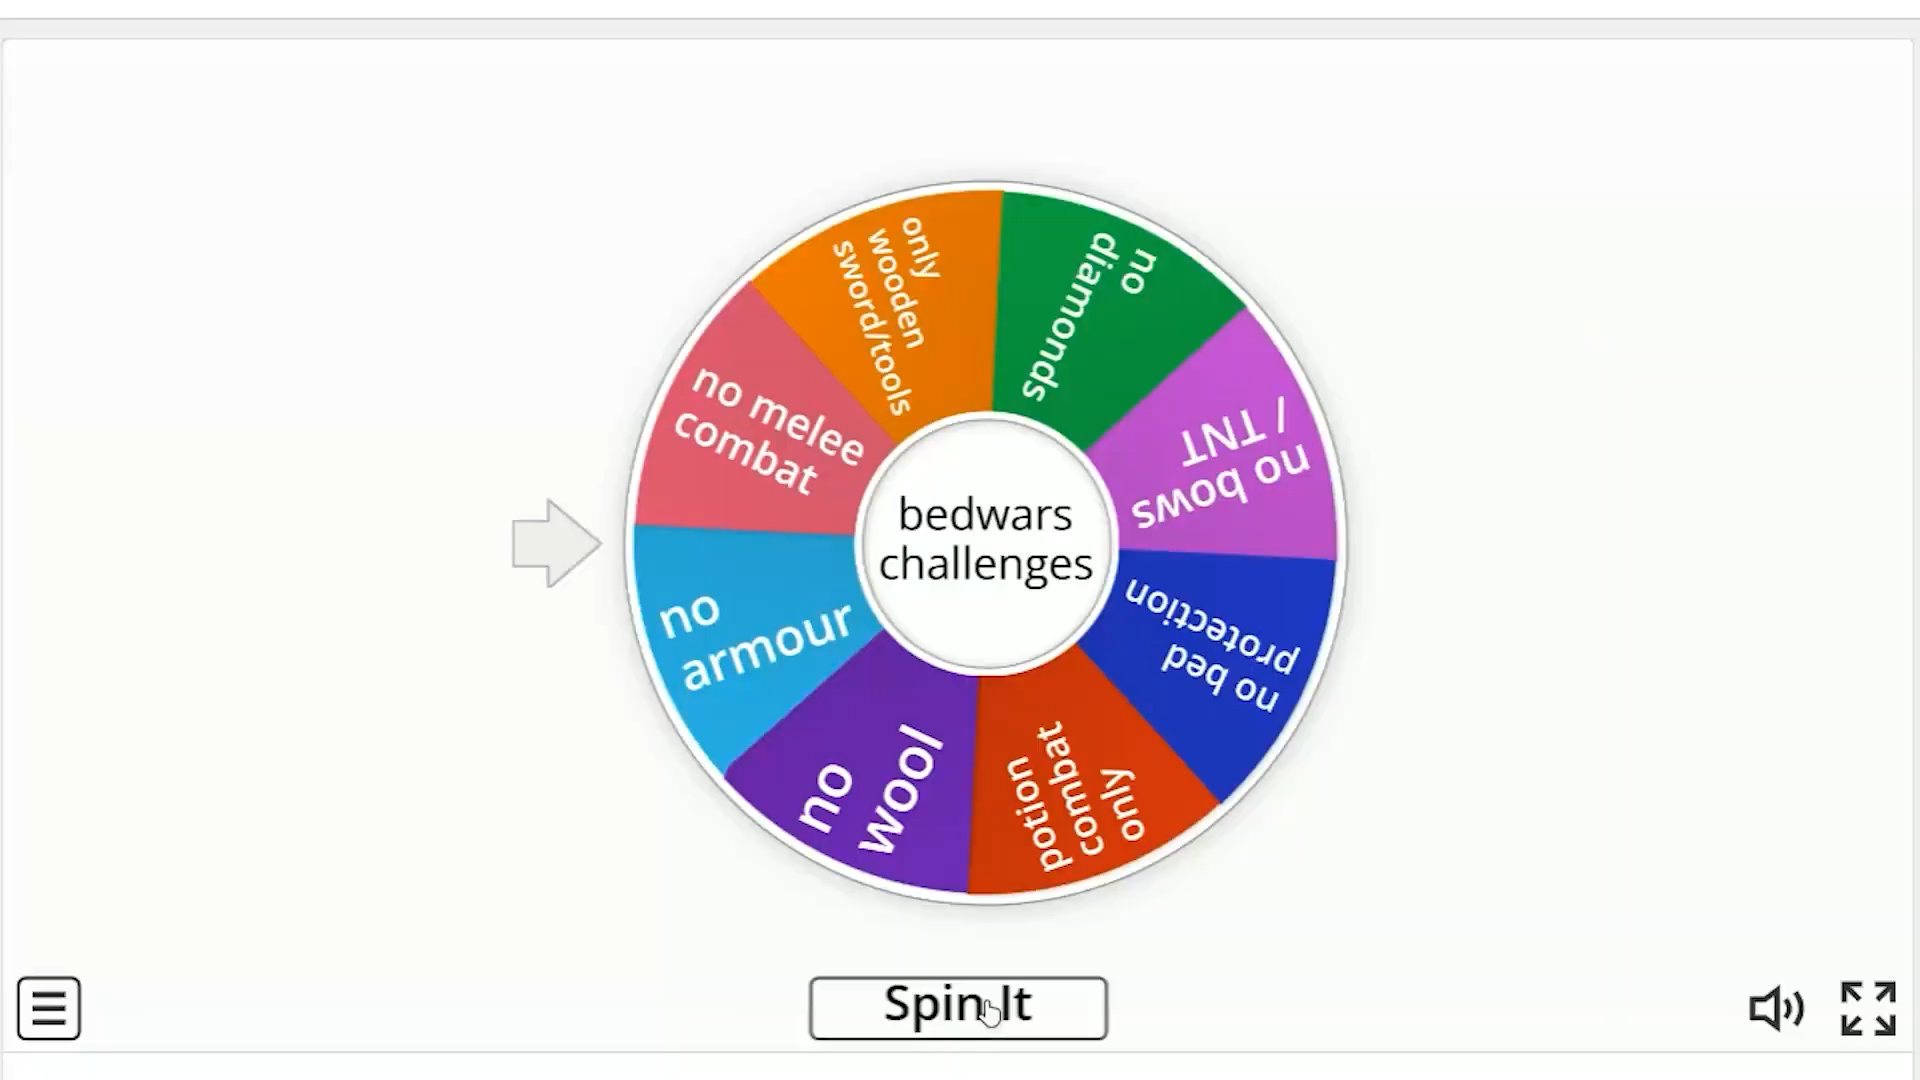 only
wooden
sword/tools
no
diamonds
no bows
/ TNT
no bed
protection
only
combat
potion
no
wool
no
armour
no melee
combat
bedwars
challenges
Spin It